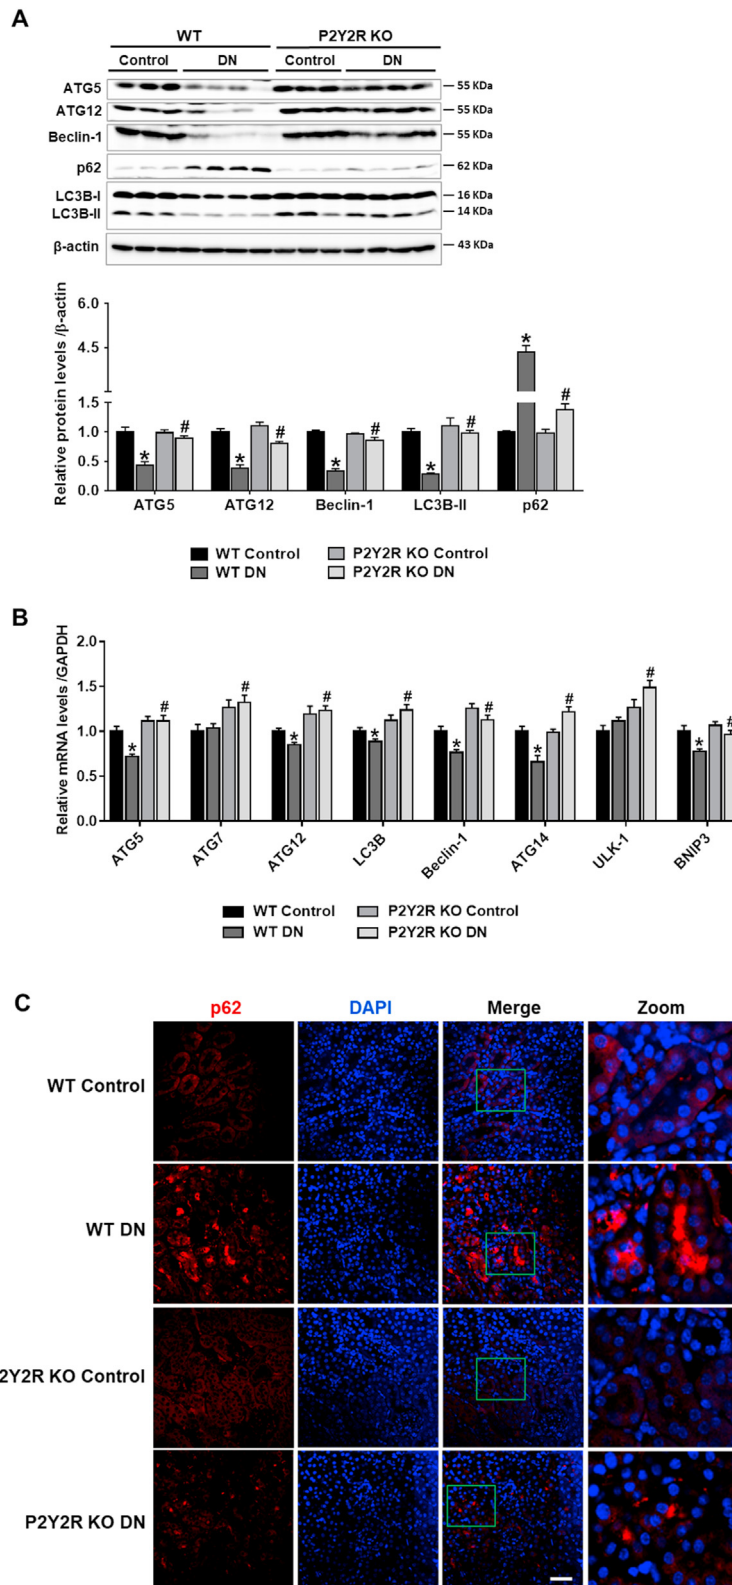 A
WT P2Y2R KO
Control DN Control DN
ATG5 55 KDa
ATG12 55 KDa
Beclin-1 55 KDa
p62 62 KDa
LC3B-I 16 KDa
LC3B-II 14 KDa
β-actin 43 KDa
Relative protein levels /β-actin
6.0
4.5
1.5
1.0
0.5
0.0
* # * # * # * # * #
ATG5 ATG12 Beclin-1 LC3B-II p62
WT Control P2Y2R KO Control
WT DN P2Y2R KO DN
B
Relative mRNA levels /GAPDH
2.0
1.5
1.0
0.5
0.0
* # # * # * # * # * # # * #
ATG5 ATG7 ATG12 LC3B Beclin-1 ATG14 ULK-1 BNIP3
WT Control P2Y2R KO Control
WT DN P2Y2R KO DN
C
p62 DAPI Merge Zoom
WT Control
WT DN
2Y2R KO Control
P2Y2R KO DN